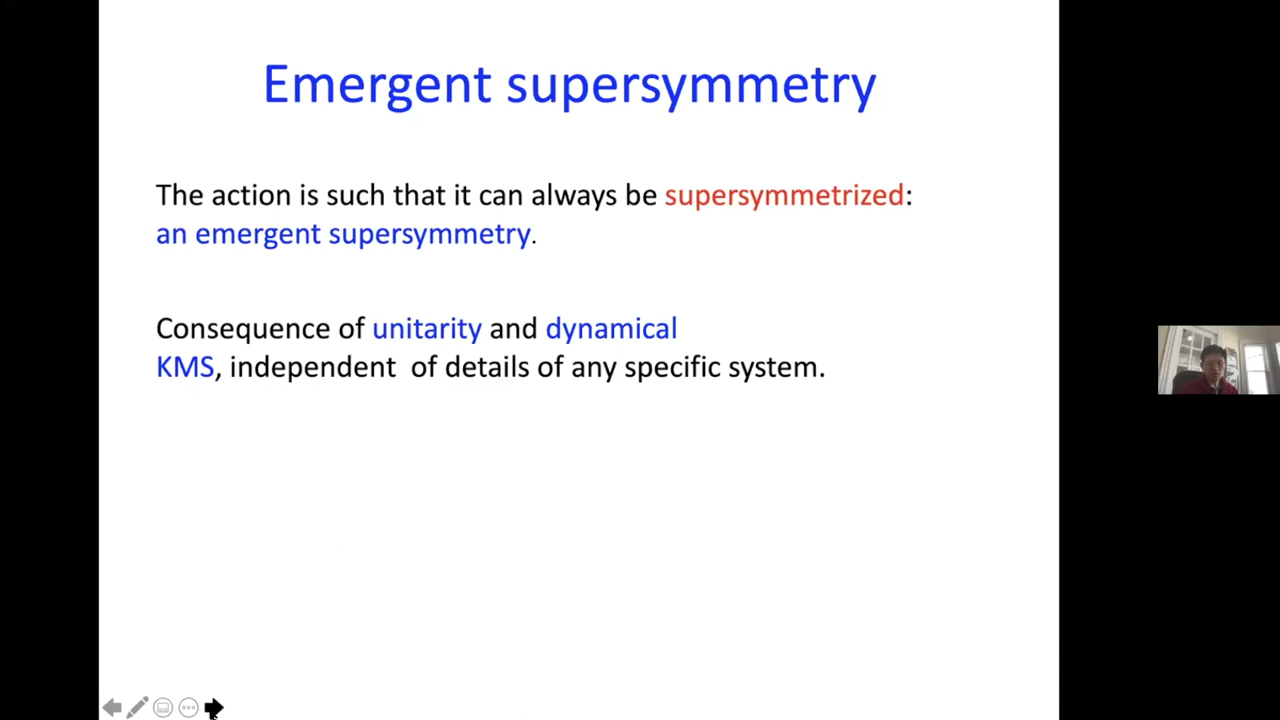 Emergent supersymmetry
The action is such that it can always be supersymmetrized:
an emergent supersymmetry.
Consequence of unitarity and dynamical
KMS, independent of details of any specific system.